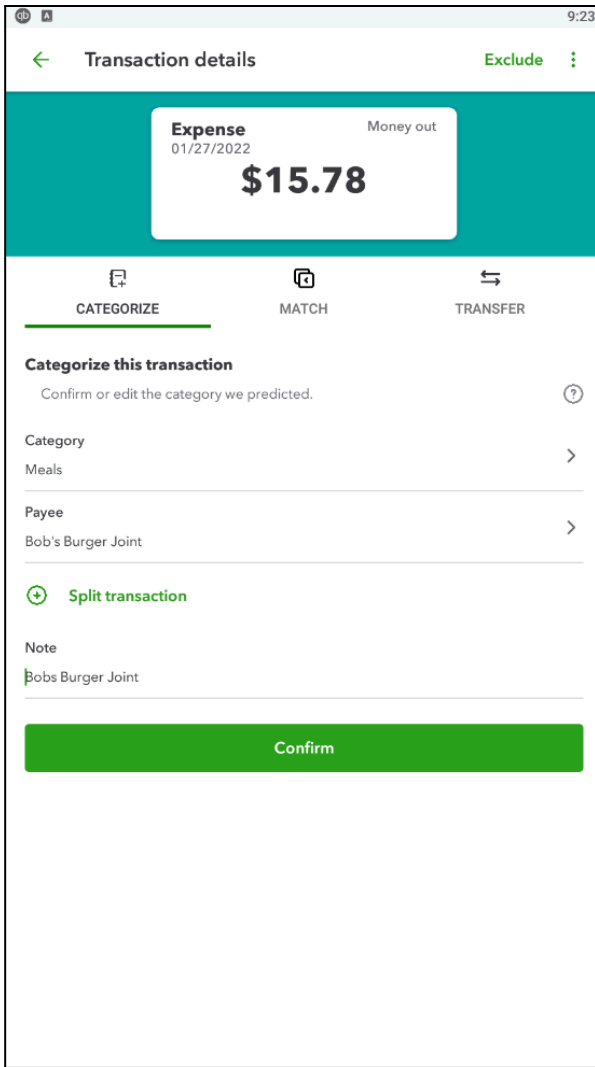 qb A 9:23
Transaction details Exclude
Expense Money out
01/27/2022
$15.78
CATEGORIZE MATCH TRANSFER
Categorize this transaction
Confirm or edit the category we predicted. ?
Category
Meals
Payee
Bob's Burger Joint
Split transaction
Note
Bobs Burger Joint
Confirm